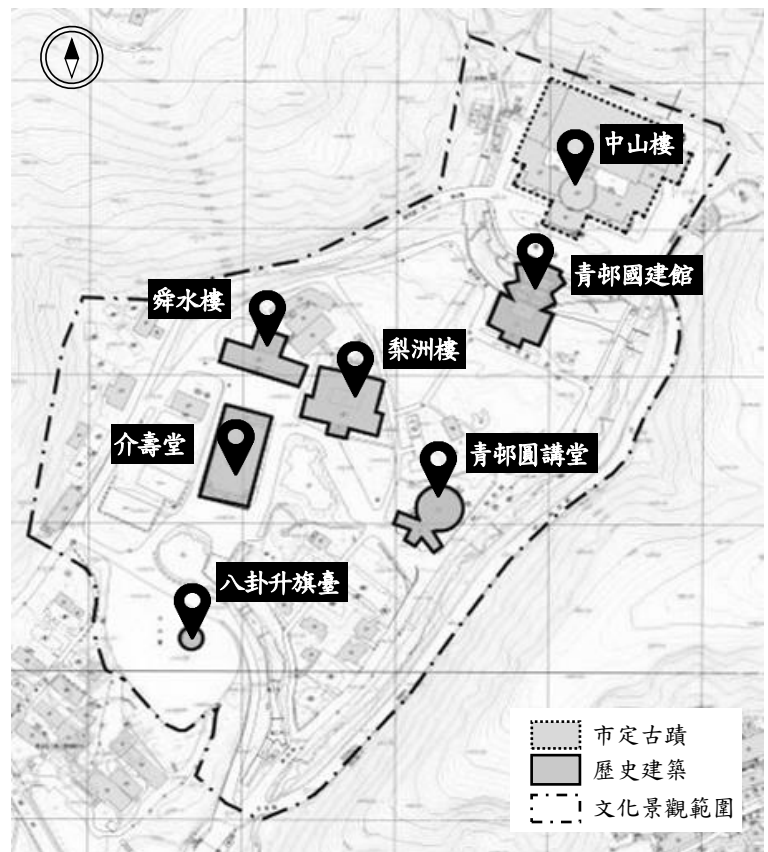 中山樓
青邨國建館
舜水樓
梨洲樓
介壽堂
青邨圓講堂
八卦升旗臺
市定古蹟
歷史建築
文化景觀範圍